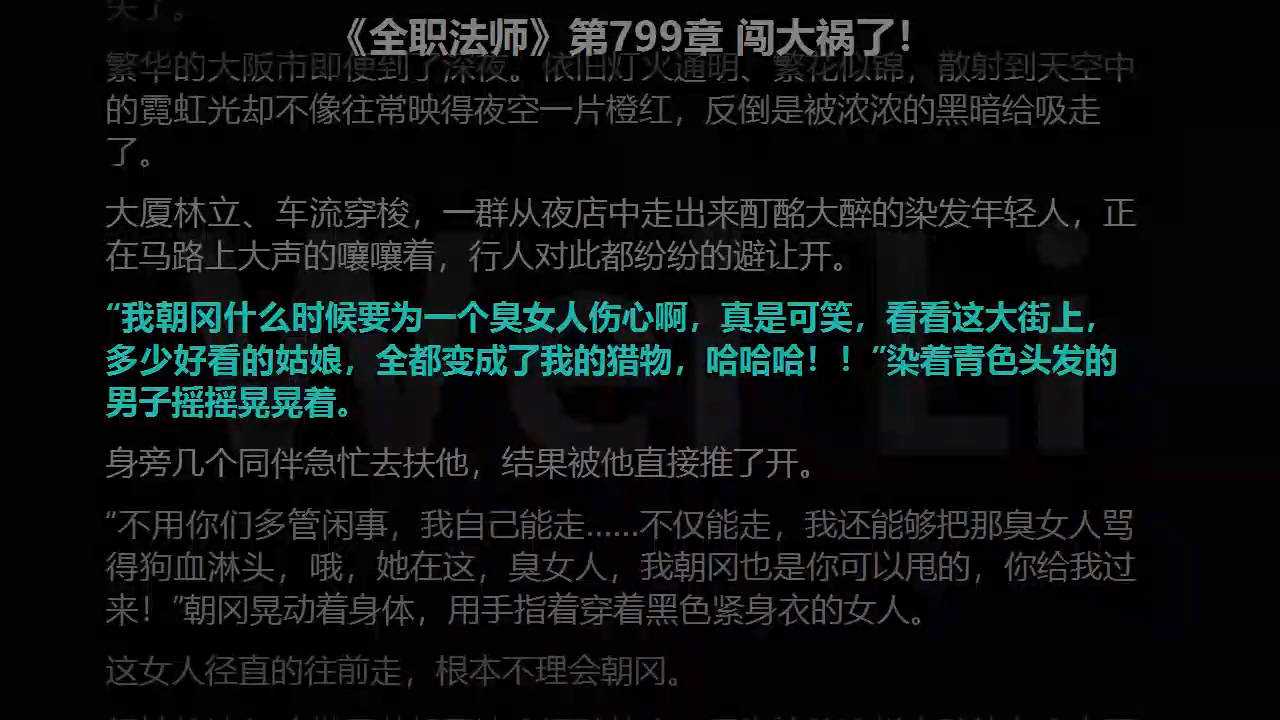 失了。
《全职法师》第799章 闯大祸了!
繁华的大阪市即便到了深夜。依旧灯火通明、繁花似锦，散射到天空中
的霓虹光却不像往常映得夜空一片橙红，反倒是被浓浓的黑暗给吸走
了。
大厦林立、车流穿梭，一群从夜店中走出来酊酩大醉的染发年轻人，正
在马路上大声的嚷嚷着，行人对此都纷纷的避让开。
“我朝冈什么时候要为一个臭女人伤心啊，真是可笑，看看这大街上，
多少好看的姑娘，全都变成了我的猎物，哈哈哈！！”染着青色头发的
男子摇摇晃晃着。
身旁几个同伴急忙去扶他，结果被他直接推了开。
“不用你们多管闲事，我自己能走……不仅能走，我还能够把那臭女人骂
得狗血淋头，哦，她在这，臭女人，我朝冈也是你可以甩的，你给我过
来！”朝冈晃动着身体，用手指着穿着黑色紧身衣的女人。
这女人径直的往前走，根本不理会朝冈。
Wei Li